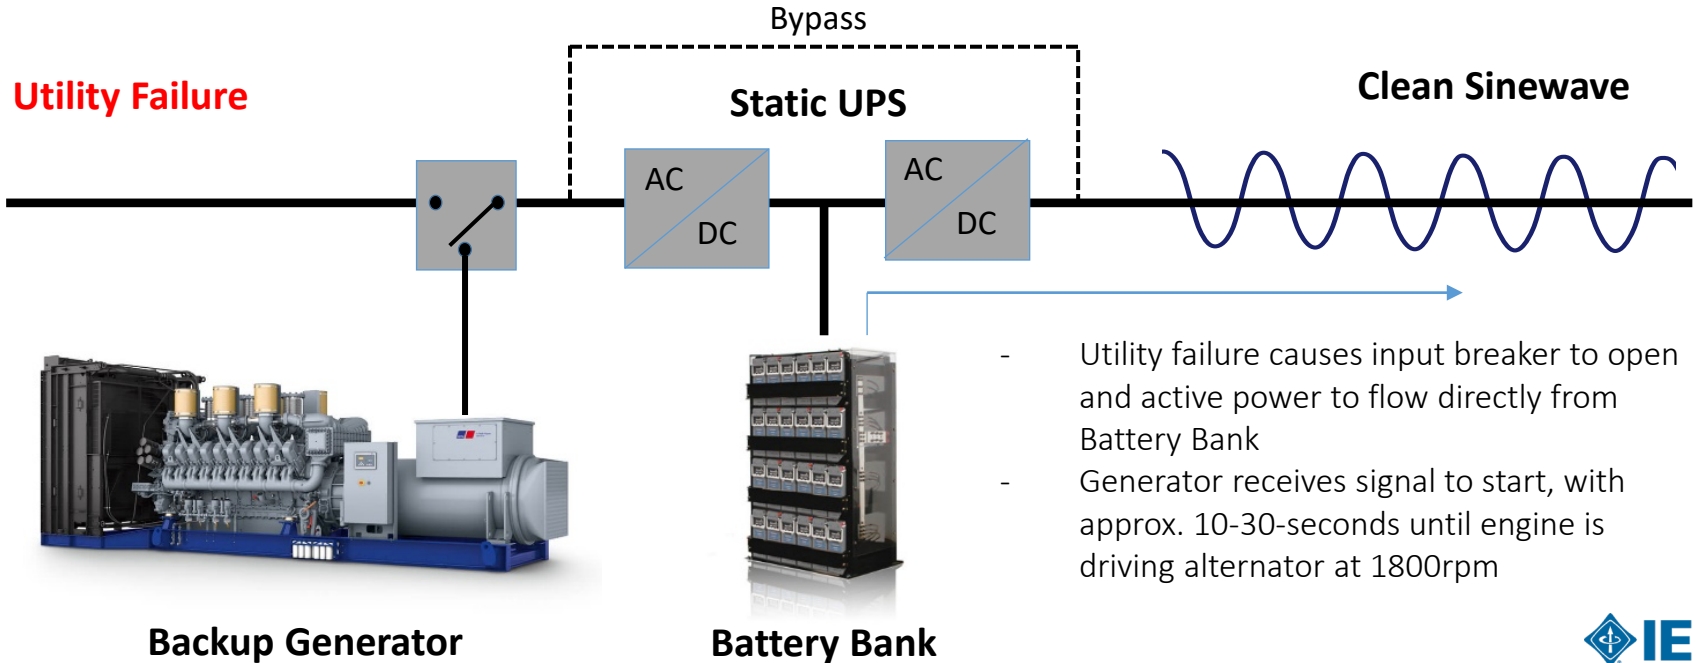 Bypass
Utility Failure
Static UPS
Clean Sinewave
AC
DC
AC
DC
- Utility failure causes input breaker to open
and active power to flow directly from
Battery Bank
- Generator receives signal to start, with
approx. 10-30-seconds until engine is
driving alternator at 1800rpm
Backup Generator
Battery Bank
IE